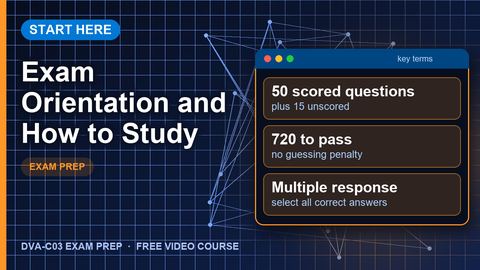 START HERE
Exam
Orientation and
How to Study
EXAM PREP
DVA-C03 EXAM PREP · FREE VIDEO COURSE
key terms
50 scored questions
plus 15 unscored
720 to pass
no guessing penalty
Multiple response
select all correct answers